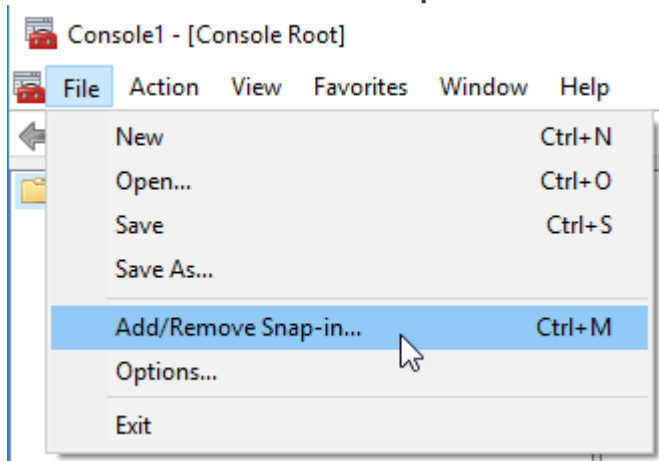 Console1 - [Console Root]
File Action View Favorites Window Help
New Ctrl+N
Open... Ctrl+O
Save Ctrl+S
Save As...
Add/Remove Snap-in... Ctrl+M
Options...
Exit